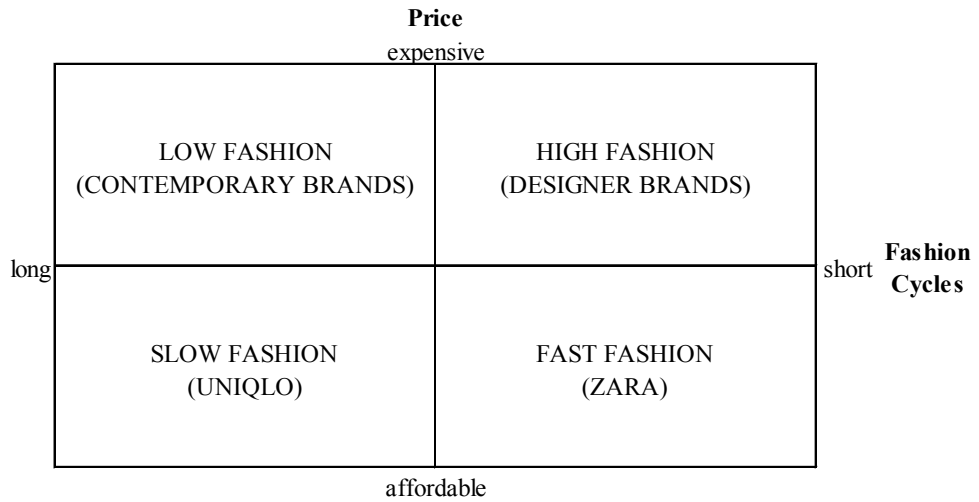 Price
expensive
LOW FASHION
(CONTEMPORARY BRANDS)
HIGH FASHION
(DESIGNER BRANDS)
long
short
Fashion
Cycles
SLOW FASHION
(UNIQLO)
FAST FASHION
(ZARA)
affordable